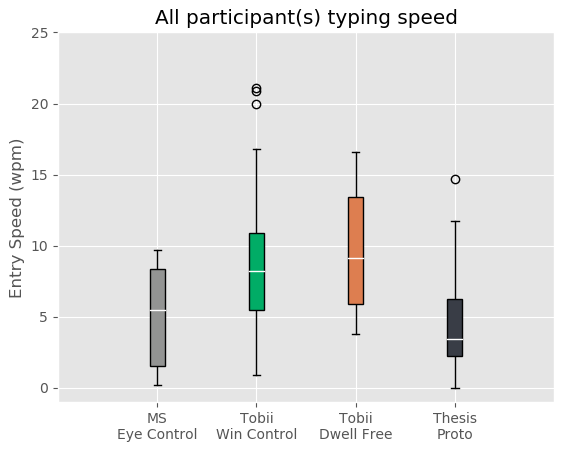 All participant(s) typing speed
Entry Speed (wpm)
25
20
15
10
5
0
MS
Eye Control
Tobii
Win Control
Tobii
Dwell Free
Thesis
Proto